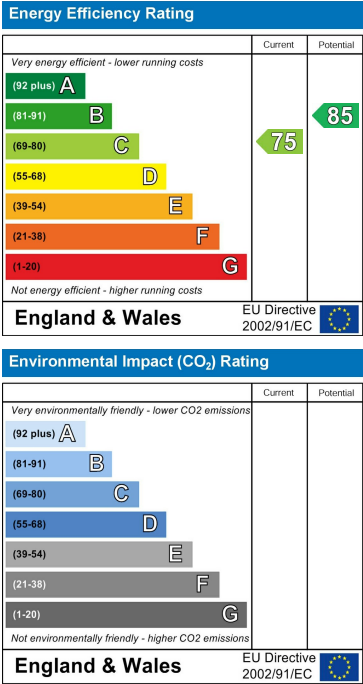 Energy Efficiency Rating
Current Potential
Very energy efficient - lower running costs
(92 plus) A
(81-91) B 85
(69-80) C 75
(55-68) D
(39-54) E
(21-38) F
(1-20) G
Not energy efficient - higher running costs
England & Wales
EU Directive
2002/91/EC
Environmental Impact (CO₂) Rating
Current Potential
Very environmentally friendly - lower CO2 emissions
(92 plus) A
(81-91) B
(69-80) C
(55-68) D
(39-54) E
(21-38) F
(1-20) G
Not environmentally friendly - higher CO2 emissions
England & Wales
EU Directive
2002/91/EC